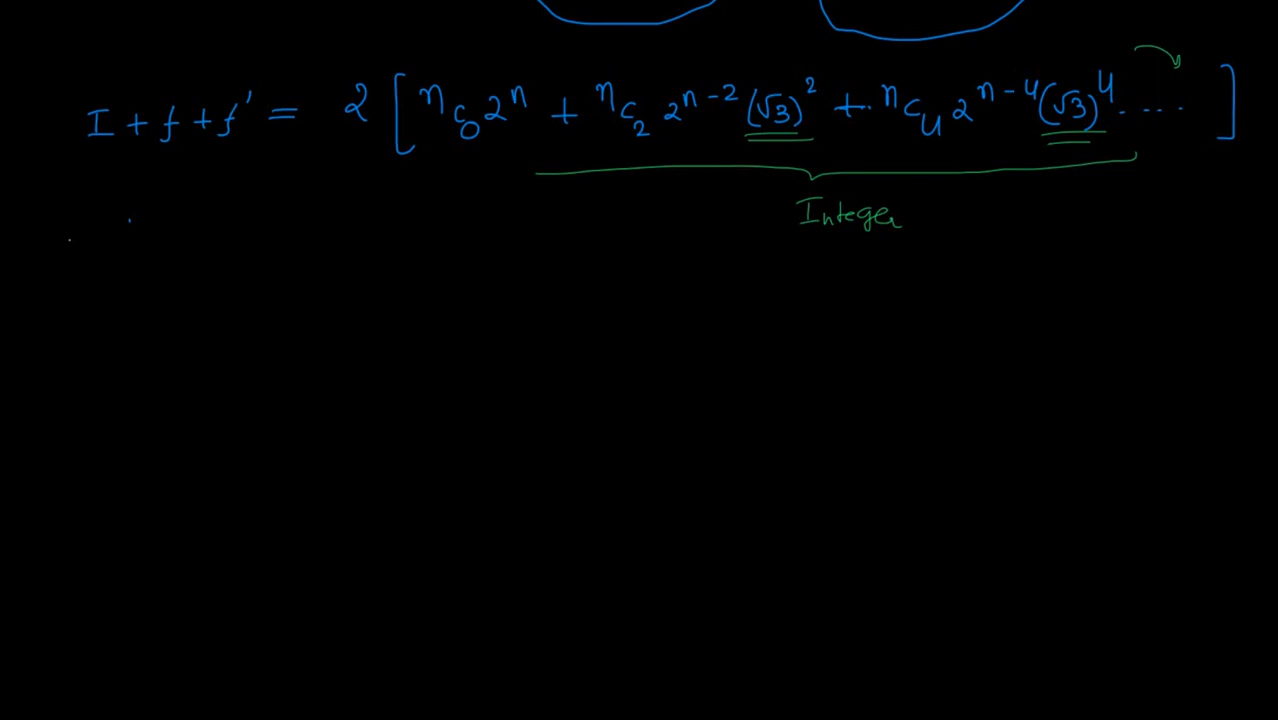 I + f + f' = 2 [ ⁿC₀ 2ⁿ + ⁿC₂ 2ⁿ⁻² (√3)² + ⁿC₄ 2ⁿ⁻⁴ (√3)⁴ .... ]
Integer